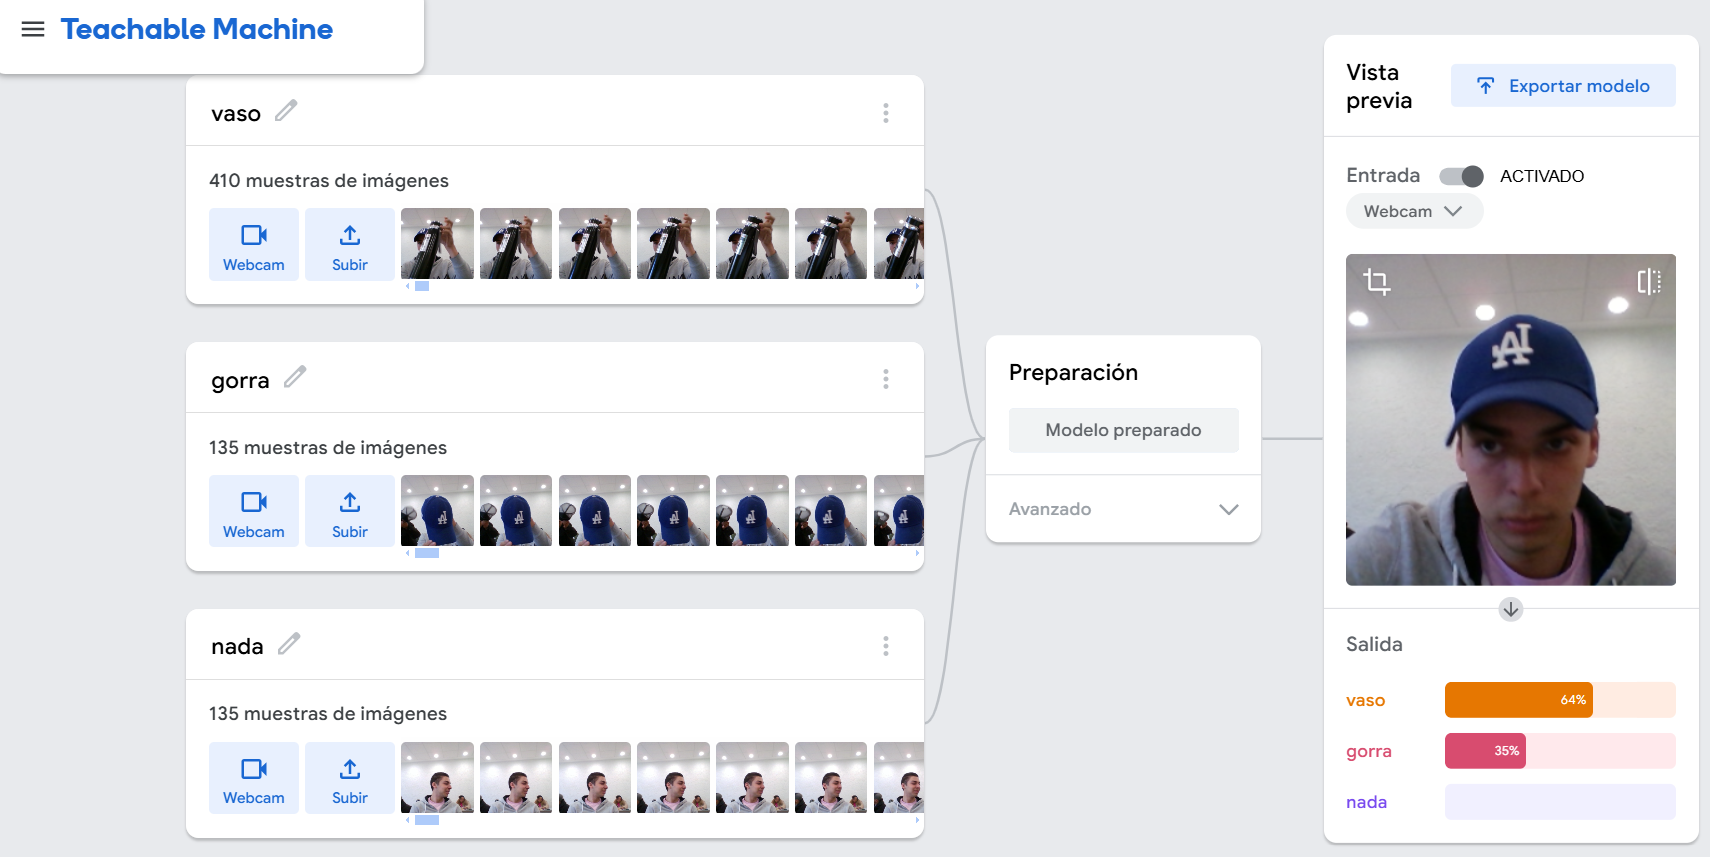 Teachable Machine
vaso
410 muestras de imágenes
Webcam
Subir
gorra
135 muestras de imágenes
Webcam
Subir
nada
135 muestras de imágenes
Webcam
Subir
Preparación
Modelo preparado
Avanzado
Vista
previa
Exportar modelo
Entrada
ACTIVADO
Webcam
Salida
vaso
64%
gorra
35%
nada